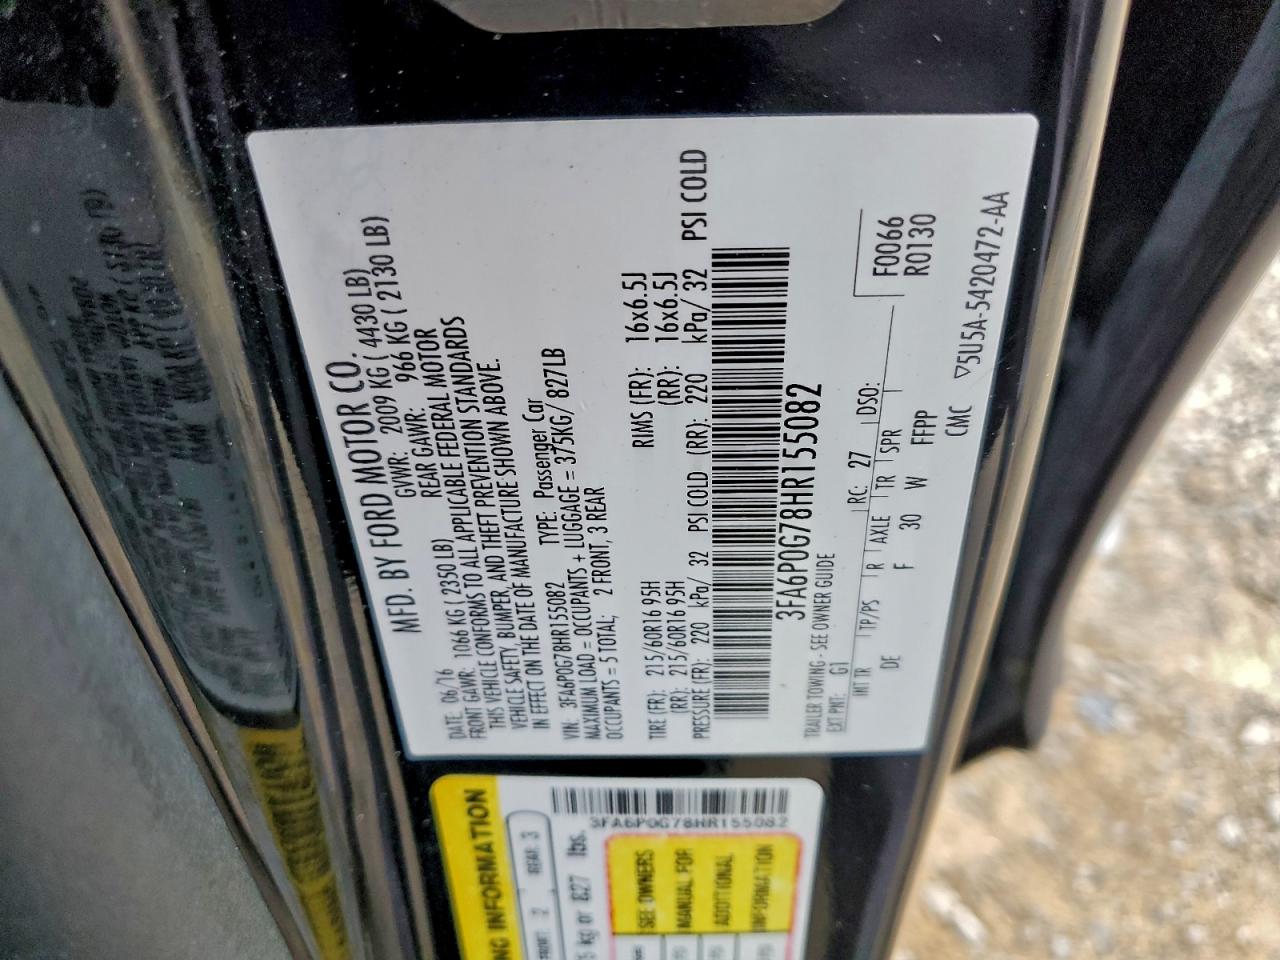 MFD. BY FORD MOTOR CO.
DATE: 06/16 GVWR: 2009 KG ( 4430 LB)
FRONT GAWR: 1066 KG ( 2350 LB) REAR GAWR: 966 KG ( 2130 LB)
THIS VEHICLE CONFORMS TO ALL APPLICABLE FEDERAL MOTOR
VEHICLE SAFETY, BUMPER, AND THEFT PREVENTION STANDARDS
IN EFFECT ON THE DATE OF MANUFACTURE SHOWN ABOVE.
VIN: 3FA6P0G78HR155082 TYPE: Passenger Car
MAXIMUM LOAD = OCCUPANTS + LUGGAGE = 375KG/ 827LB
OCCUPANTS = 5 TOTAL; 2 FRONT, 3 REAR
TIRE (FR): 215/60R16 95H RIMS (FR): 16x6.5J
(RR): 215/60R16 95H (RR): 16x6.5J
PRESSURE (FR): 220 kPa/ 32 PSI COLD (RR): 220 kPa/ 32 PSI COLD
3FA6P0G78HR155082
TRAILER TOWING - SEE OWNER GUIDE
EXT PNT: G1 RC: 27 DSO: F0066
R0130
INT TR TP/PS R AXLE TR SPR
DE F 30 W FFPP
CMC ▽5U5A-5420472-AA
3FA6P0G78HR155082
INFORMATION
FRONT: 2 REAR: 3
kg or 827 lbs.
SEE OWNERS
MANUAL FOR
ADDITIONAL
INFORMATION